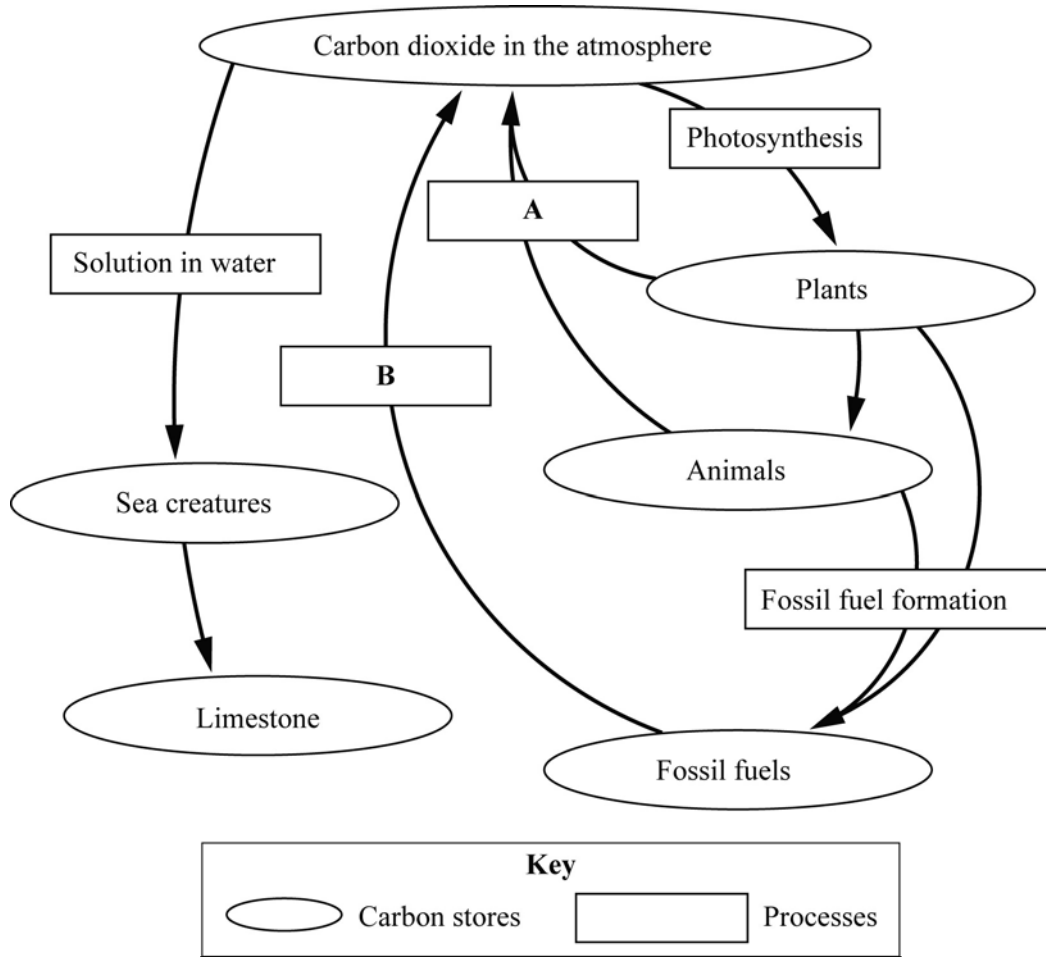 Carbon dioxide in the atmosphere
Photosynthesis
A
Solution in water
Plants
B
Animals
Sea creatures
Fossil fuel formation
Limestone
Fossil fuels
Key
Carbon stores
Processes